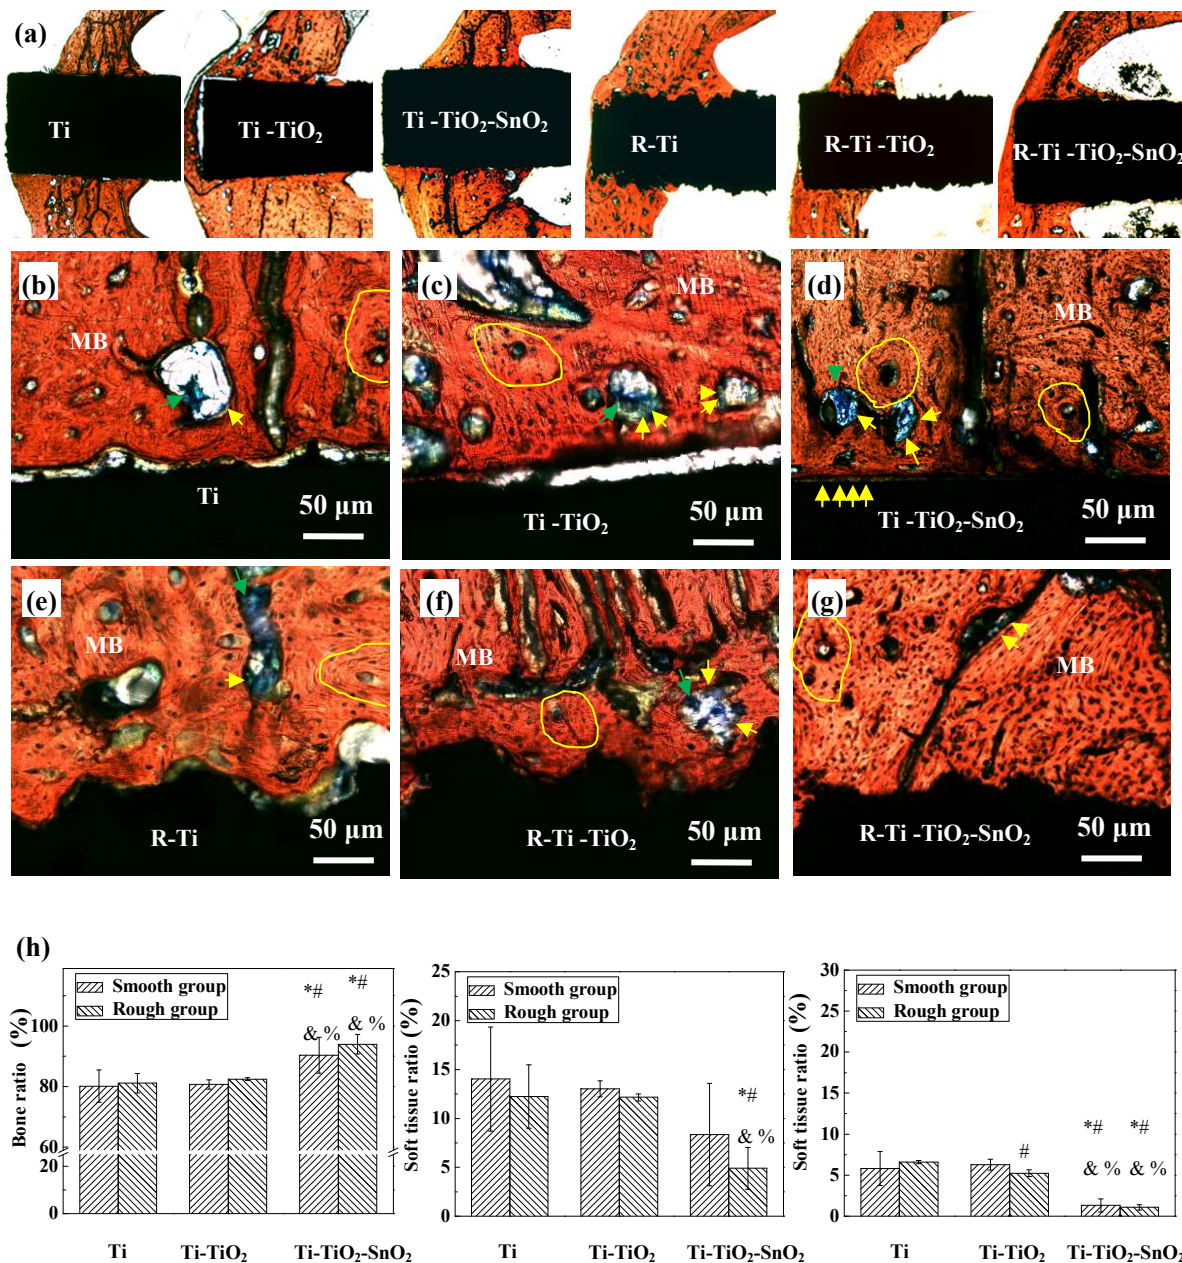 (a)
Ti
Ti -TiO₂
Ti -TiO₂-SnO₂
R-Ti
R-Ti -TiO₂
R-Ti -TiO₂-SnO₂
(b)
MB
Ti
50 µm
(c)
MB
Ti -TiO₂
50 µm
(d)
MB
Ti -TiO₂-SnO₂
50 µm
(e)
MB
R-Ti
50 µm
(f)
MB
R-Ti -TiO₂
50 µm
(g)
MB
R-Ti -TiO₂-SnO₂
50 µm
(h)
Bone ratio (%)
100
80
60
20
0
Smooth group
Rough group
*#
*#
& %
& %
Ti
Ti-TiO₂
Ti-TiO₂-SnO₂
Soft tissue ratio (%)
25
20
15
10
5
0
Smooth group
Rough group
*#
& %
Ti
Ti-TiO₂
Ti-TiO₂-SnO₂
Soft tissue ratio (%)
30
25
20
15
10
5
0
Smooth group
Rough group
#
*#
*#
& %
& %
Ti
Ti-TiO₂
Ti-TiO₂-SnO₂